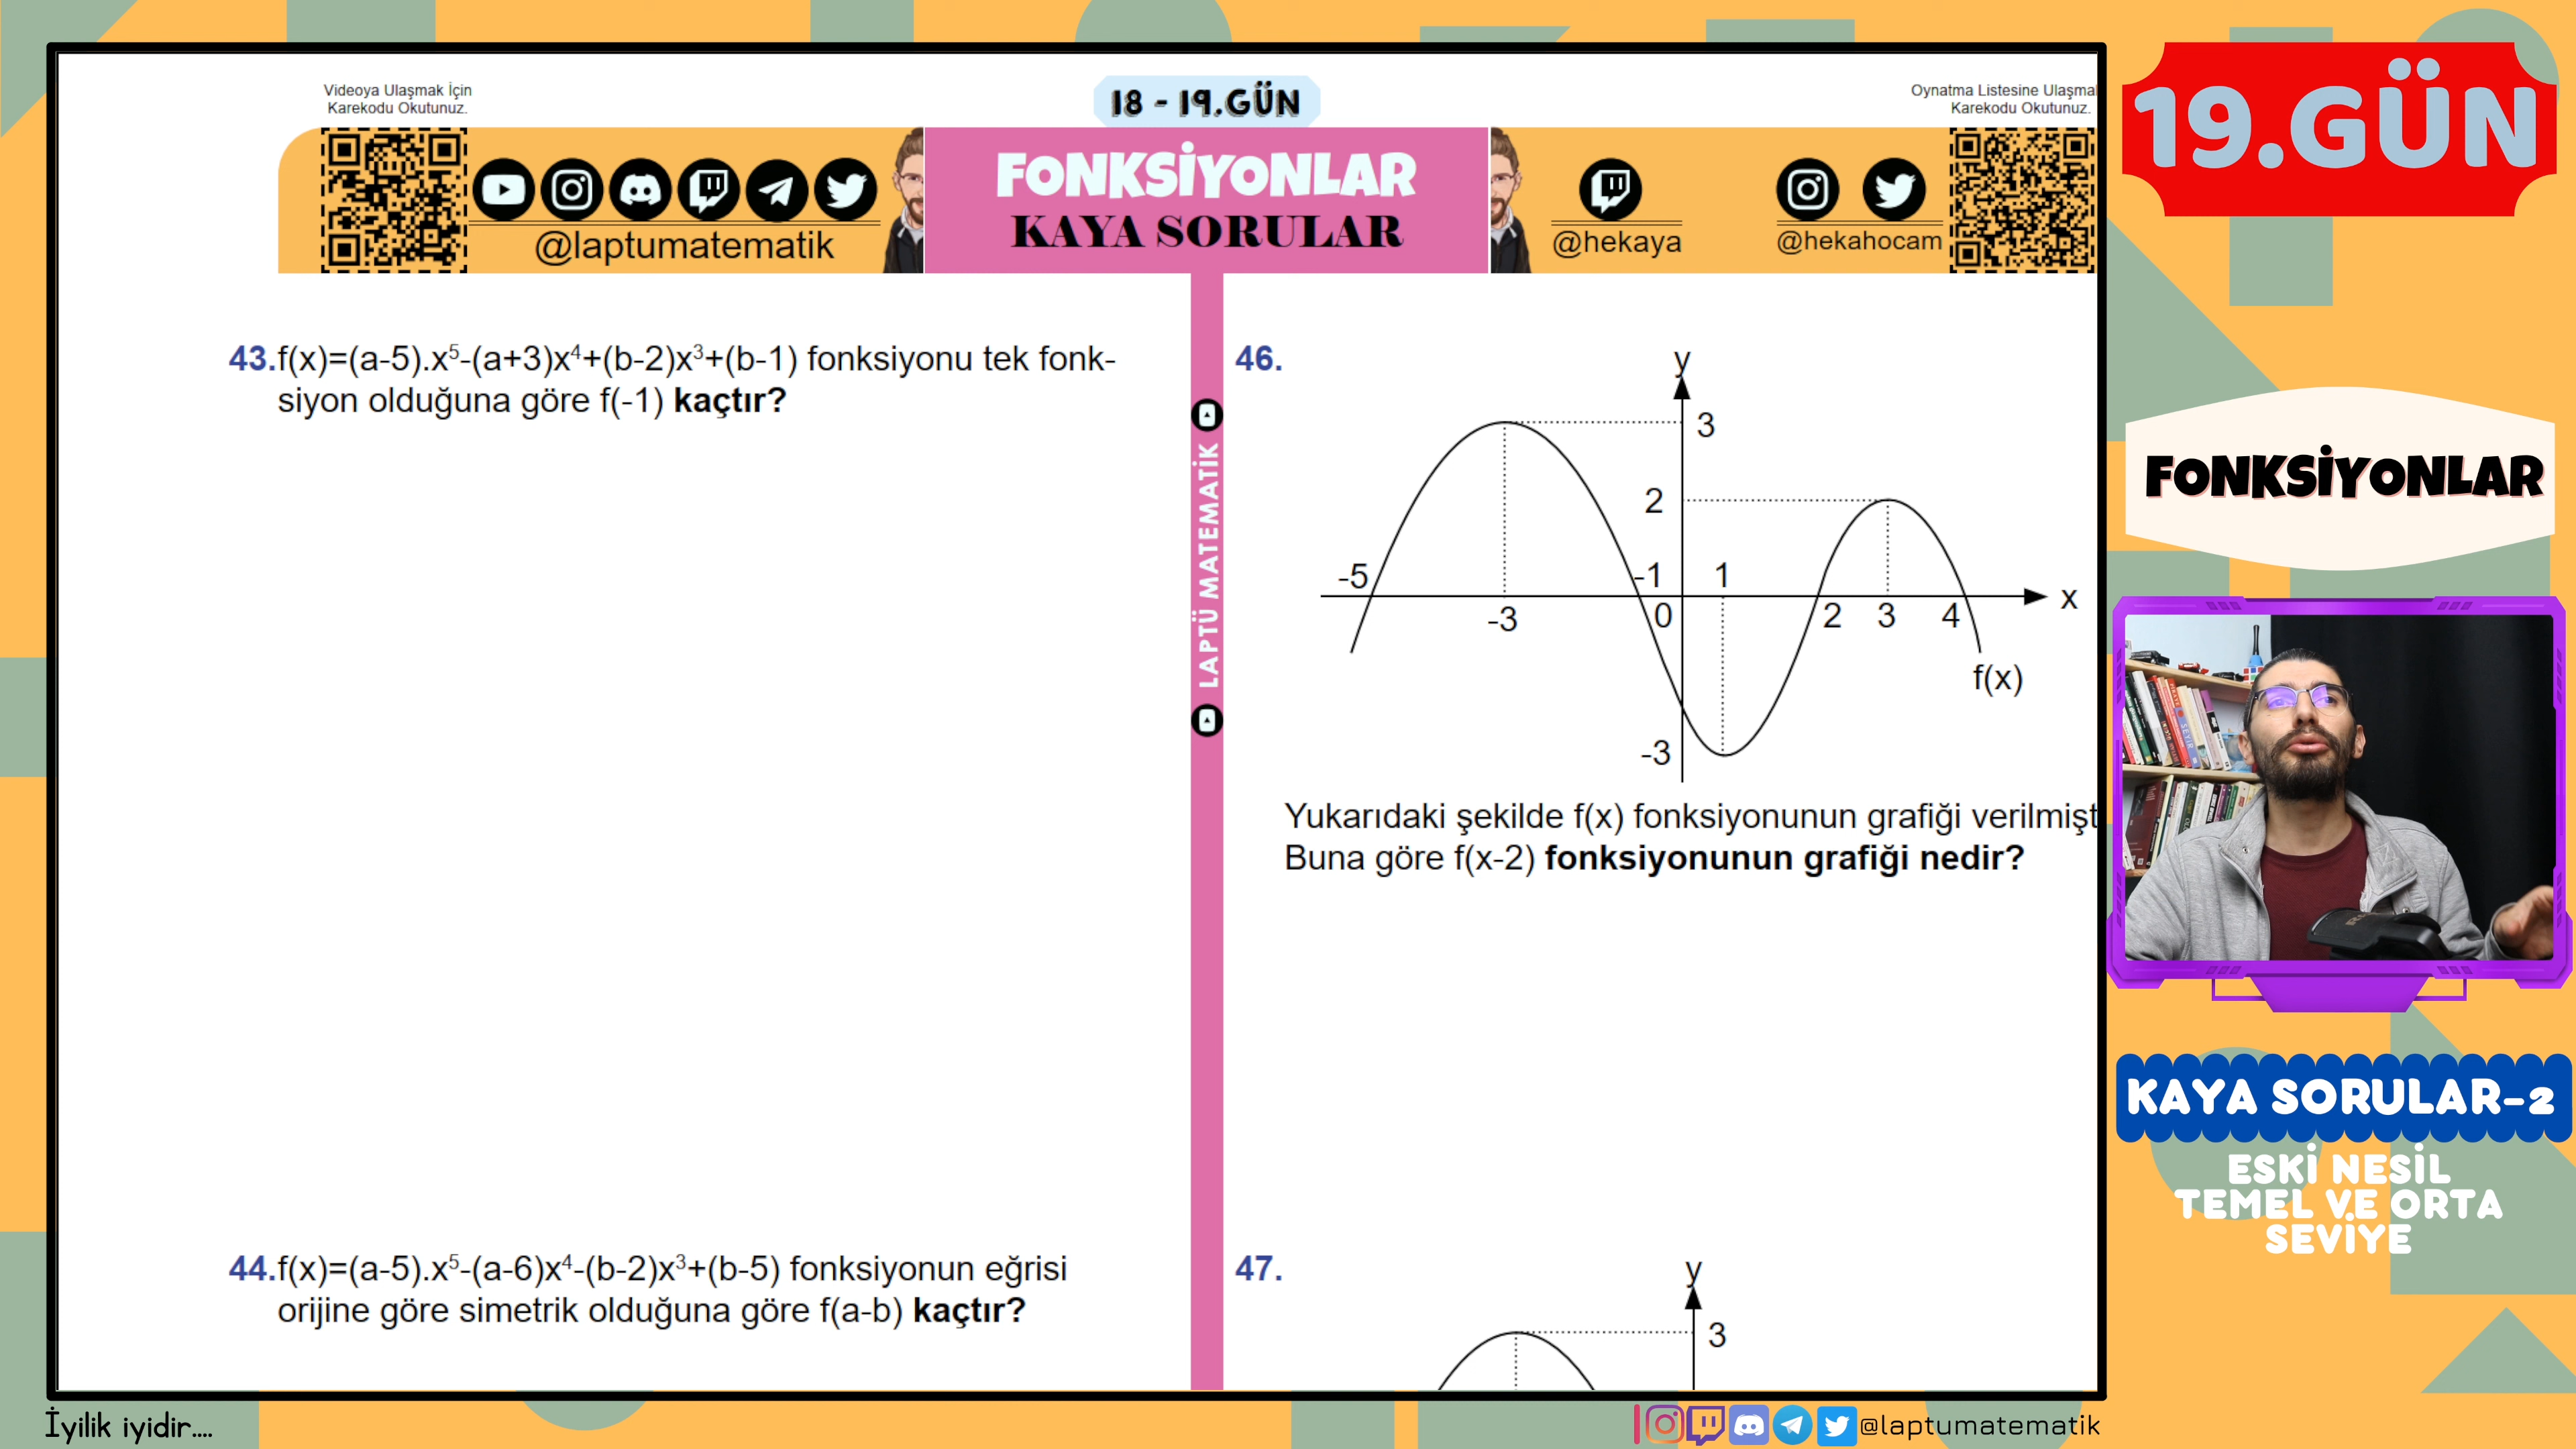 Videoya Ulaşmak İçin
Karekodu Okutunuz.
18 - 19.GÜN
Oynatma Listesine Ulaşma
Karekodu Okutunuz.
@laptumatematik
FONKSİYONLAR
KAYA SORULAR
@hekaya
@hekahocam
19.GÜN
FONKSİYONLAR
KAYA SORULAR-2
ESKİ NESİL
TEMEL VE ORTA
SEVİYE
43.f(x)=(a-5).x⁵-(a+3)x⁴+(b-2)x³+(b-1) fonksiyonu tek fonk-
siyon olduğuna göre f(-1) kaçtır?
LAPTÜ MATEMATİK
44.f(x)=(a-5).x⁵-(a-6)x⁴-(b-2)x³+(b-5) fonksiyonun eğrisi
orijine göre simetrik olduğuna göre f(a-b) kaçtır?
46.
y
3
2
-5
-1
1
x
-3
0
2
3
4
f(x)
-3
Yukarıdaki şekilde f(x) fonksiyonunun grafiği verilmişt
Buna göre f(x-2) fonksiyonunun grafiği nedir?
47.
y
3
İyilik iyidir....
@laptumatematik